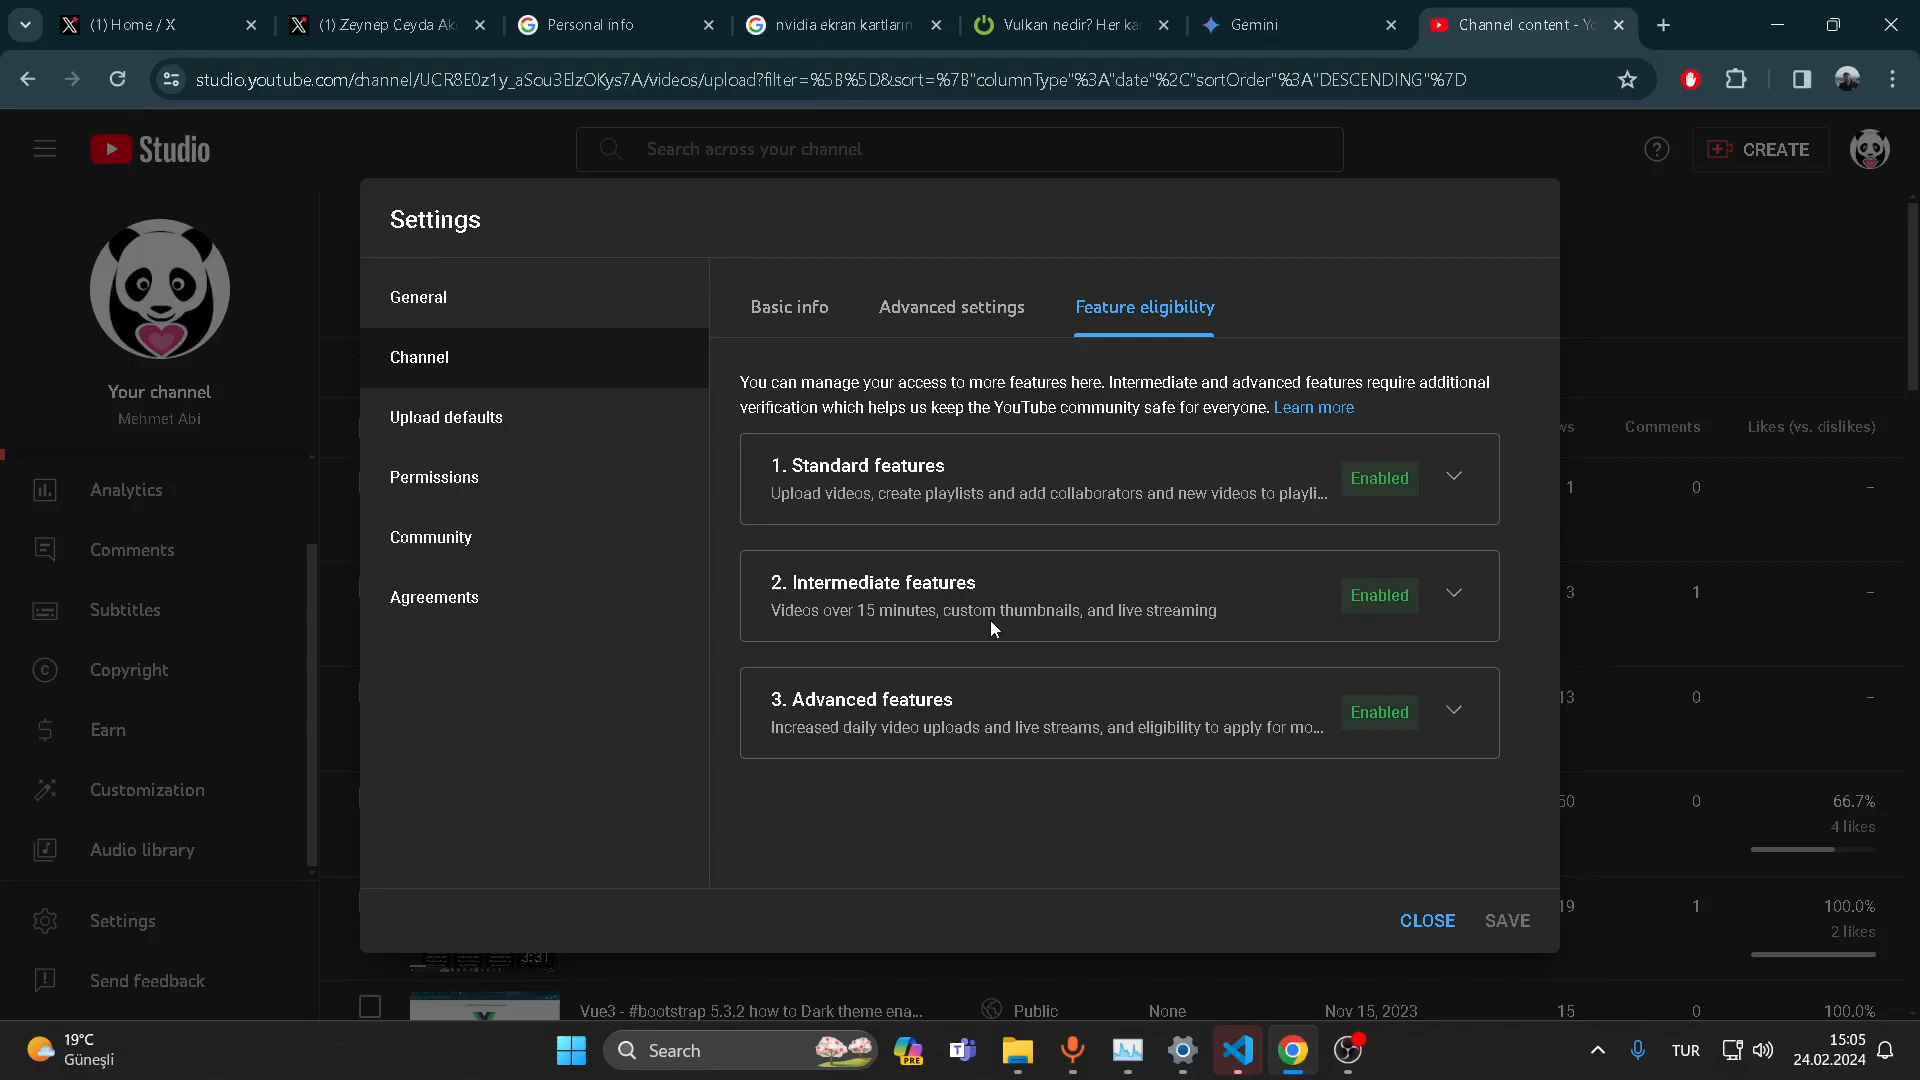 (1) Home / X
(1) Zeynep Ceyda Ak
Personal info
nvidia ekran kartların
Vulkan nedir? Her ka
Gemini
Channel content - Yo
studio.youtube.com/channel/UCR8E0z1y_aSou3ElzOKys7A/videos/upload?filter=%5B%5D&sort=%7B"columnType"%3A"date"%2C"sortOrder"%3A"DESCENDING"%7D
Studio
Search across your channel
CREATE
Your channel
Mehmet Abi
Analytics
Comments
Subtitles
Copyright
Earn
Customization
Audio library
Settings
Send feedback
Settings
General
Channel
Upload defaults
Permissions
Community
Agreements
Basic info
Advanced settings
Feature eligibility
You can manage your access to more features here. Intermediate and advanced features require additional
verification which helps us keep the YouTube community safe for everyone. Learn more
1. Standard features
Enabled
Upload videos, create playlists and add collaborators and new videos to playli...
2. Intermediate features
Enabled
Videos over 15 minutes, custom thumbnails, and live streaming
3. Advanced features
Enabled
Increased daily video uploads and live streams, and eligibility to apply for mo...
CLOSE
SAVE
ws
Comments
Likes (vs. dislikes)
1
0
–
3
1
–
13
0
–
50
0
66.7%
4 likes
19
1
100.0%
2 likes
3:31
Vue3 - #bootstrap 5.3.2 how to Dark theme ena...
Public
None
Nov 15, 2023
15
0
100.0%
19°C
Güneşli
Search
PRE
TUR
15:05
24.02.2024